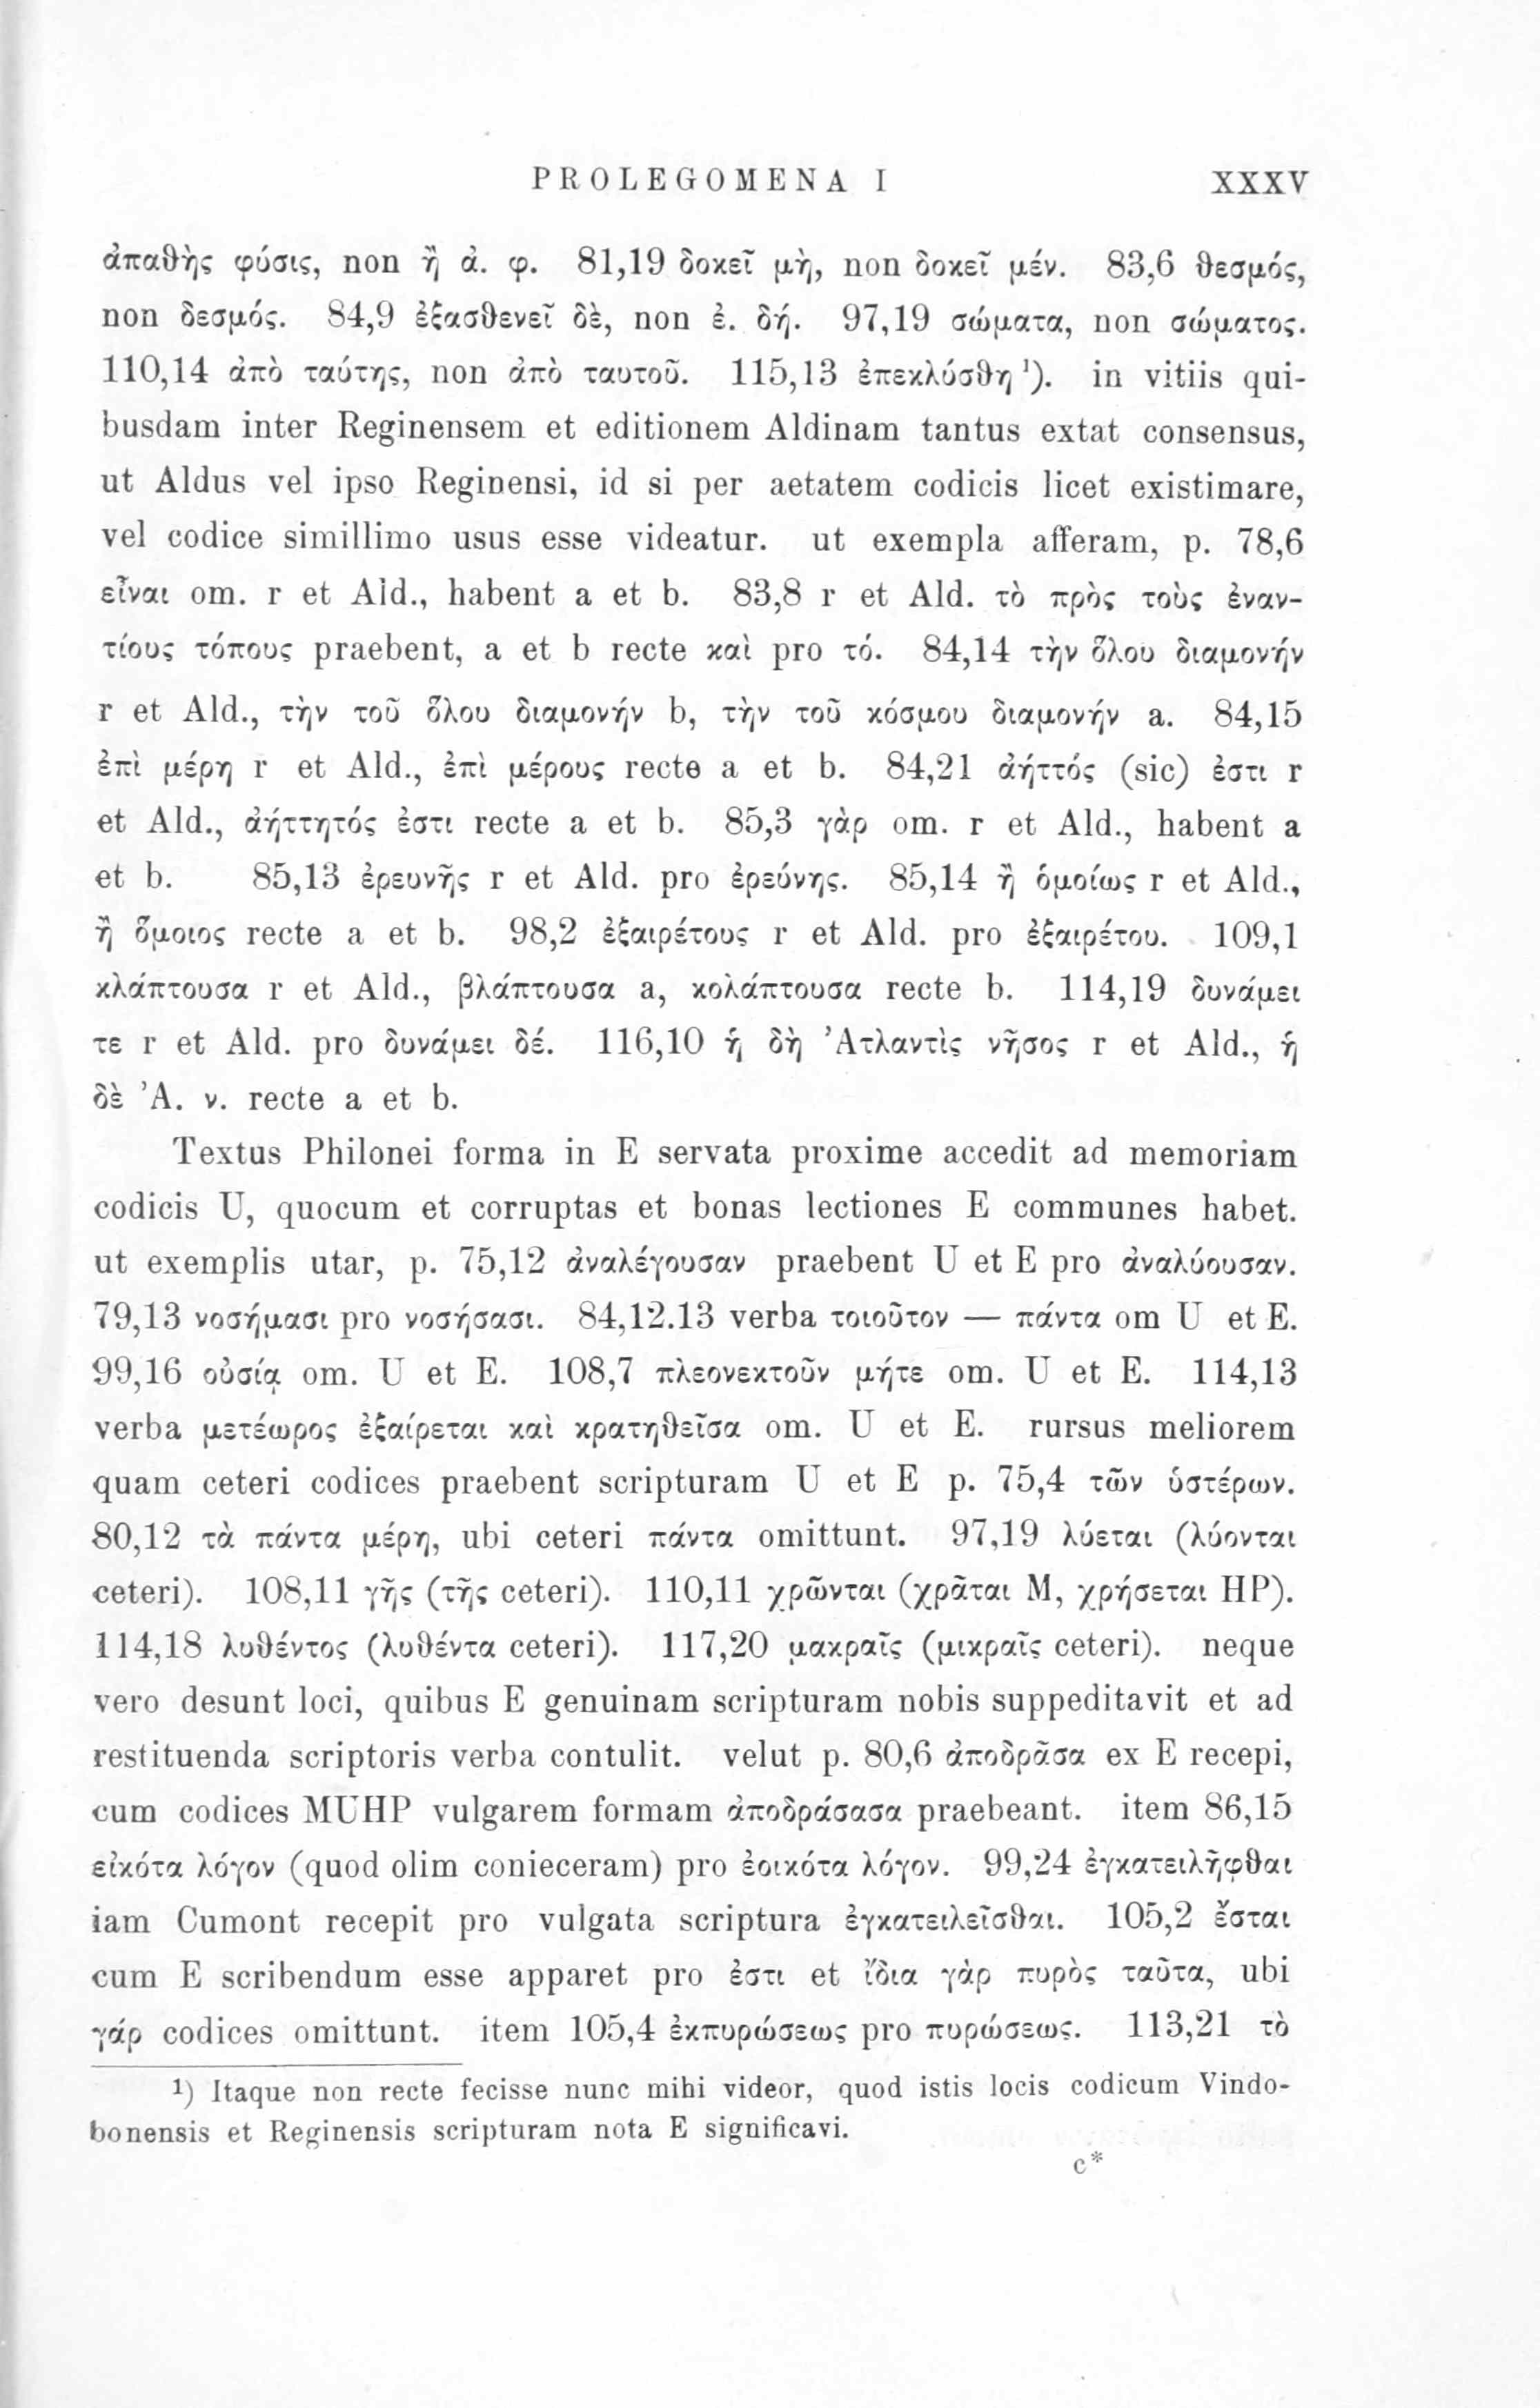 PROLEGOMENA I XXXV
ἀπαθὴς φύσις, non ἢ ἀ. φ. 81,19 δοκεῖ μὴ, non δοκεῖ μέν. 83,6 θεσμός,
non δεσμός. 84,9 ἐξασθενεῖ δὲ, non ἐ. δή. 97,19 σώματα, non σώματος.
110,14 ἀπὸ ταύτης, non ἀπὸ ταυτοῦ. 115,13 ἐπεκλύσθη ¹). in vitiis qui-
busdam inter Reginensem et editionem Aldinam tantus extat consensus,
ut Aldus vel ipso Reginensi, id si per aetatem codicis licet existimare,
vel codice simillimo usus esse videatur. ut exempla afferam, p. 78,6
εἶναι om. r et Ald., habent a et b. 83,8 r et Ald. τὸ πρὸς τοὺς ἐναν-
τίους τόπους praebent, a et b recte καὶ pro τό. 84,14 τὴν ὅλου διαμονήν
r et Ald., τὴν τοῦ ὅλου διαμονήν b, τὴν τοῦ κόσμου διαμονήν a. 84,15
ἐπὶ μέρη r et Ald., ἐπὶ μέρους recte a et b. 84,21 ἀήττός (sic) ἐστι r
et Ald., ἀήττητός ἐστι recte a et b. 85,3 γὰρ om. r et Ald., habent a
et b. 85,13 ἐρευνῆς r et Ald. pro ἐρεύνης. 85,14 ἢ ὁμοίως r et Ald.,
ἢ ὅμοιος recte a et b. 98,2 ἐξαιρέτους r et Ald. pro ἐξαιρέτου. 109,1
κλάπτουσα r et Ald., βλάπτουσα a, κολάπτουσα recte b. 114,19 δυνάμει
τε r et Ald. pro δυνάμει δέ. 116,10 ἡ δὴ Ἀτλαντὶς νῆσος r et Ald., ἡ
δὲ Ἀ. ν. recte a et b.
Textus Philonei forma in E servata proxime accedit ad memoriam
codicis U, quocum et corruptas et bonas lectiones E communes habet.
ut exemplis utar, p. 75,12 ἀναλέγουσαν praebent U et E pro ἀναλύουσαν.
79,13 νοσήμασι pro νοσήσασι. 84,12.13 verba τοιοῦτον — πάντα om U et E.
99,16 οὐσίᾳ om. U et E. 108,7 πλεονεκτοῦν μήτε om. U et E. 114,13
verba μετέωρος ἐξαίρεται καὶ κρατηθεῖσα om. U et E. rursus meliorem
quam ceteri codices praebent scripturam U et E p. 75,4 τῶν ὑστέρων.
80,12 τὰ πάντα μέρη, ubi ceteri πάντα omittunt. 97,19 λύεται (λύονται
ceteri). 108,11 γῆς (τῆς ceteri). 110,11 χρῶνται (χρᾶται M, χρήσεται HP).
114,18 λυθέντος (λυθέντα ceteri). 117,20 μακραῖς (μικραῖς ceteri). neque
vero desunt loci, quibus E genuinam scripturam nobis suppeditavit et ad
restituenda scriptoris verba contulit. velut p. 80,6 ἀποδρᾶσα ex E recepi,
cum codices MUHP vulgarem formam ἀποδράσασα praebeant. item 86,15
εἰκότα λόγον (quod olim conieceram) pro ἐοικότα λόγον. 99,24 ἐγκατειλῆφθαι
iam Cumont recepit pro vulgata scriptura ἐγκατειλεῖσθαι. 105,2 ἔσται
cum E scribendum esse apparet pro ἐστι et ἴδια γὰρ πυρὸς ταῦτα, ubi
γάρ codices omittunt. item 105,4 ἐκπυρώσεως pro πυρώσεως. 113,21 τὸ
¹) Itaque non recte fecisse nunc mihi videor, quod istis locis codicum Vindo-
bonensis et Reginensis scripturam nota E significavi.
c*